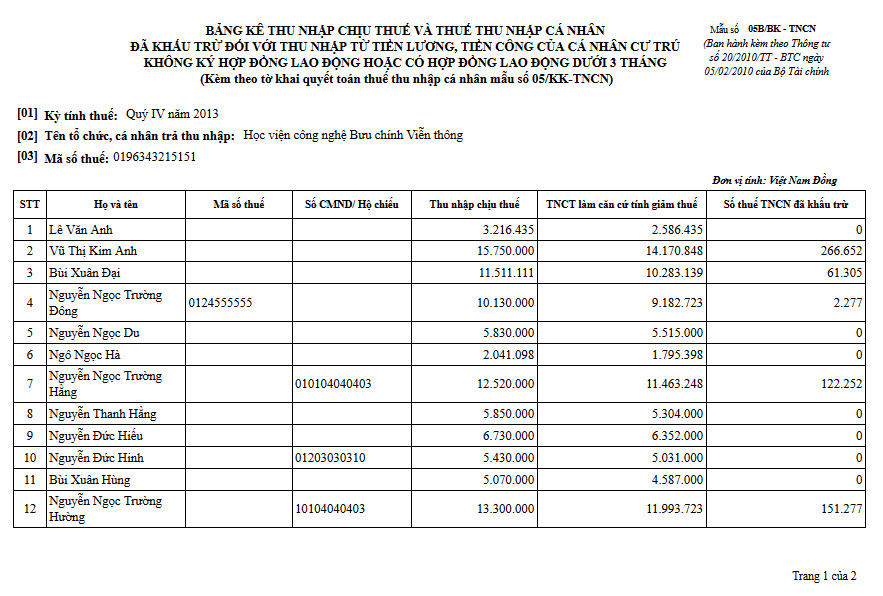 BẢNG KÊ THU NHẬP CHỊU THUẾ VÀ THUẾ THU NHẬP CÁ NHÂN
ĐÃ KHẤU TRỪ ĐỐI VỚI THU NHẬP TỪ TIỀN LƯƠNG, TIỀN CÔNG CỦA CÁ NHÂN CƯ TRÚ
KHÔNG KÝ HỢP ĐỒNG LAO ĐỘNG HOẶC CÓ HỢP ĐỒNG LAO ĐỘNG DƯỚI 3 THÁNG
(Kèm theo tờ khai quyết toán thuế thu nhập cá nhân mẫu số 05/KK-TNCN)
Mẫu số 05B/BK - TNCN
(Ban hành kèm theo Thông tư
số 20/2010/TT - BTC ngày
05/02/2010 của Bộ Tài chính
[01] Kỳ tính thuế: Quý IV năm 2013
[02] Tên tổ chức, cá nhân trả thu nhập: Học viện công nghệ Bưu chính Viễn thông
[03] Mã số thuế: 0196343215151
Đơn vị tính: Việt Nam Đồng
STT Họ và tên Mã số thuế Số CMND/ Hộ chiếu Thu nhập chịu thuế TNCT làm căn cứ tính giảm thuế Số thuế TNCN đã khấu trừ
1 Lê Văn Anh 3.216.435 2.586.435 0
2 Vũ Thị Kim Anh 15.750.000 14.170.848 266.652
3 Bùi Xuân Đại 11.511.111 10.283.139 61.305
4 Nguyễn Ngọc Trường
Đông 0124555555 10.130.000 9.182.723 2.277
5 Nguyễn Ngọc Du 5.830.000 5.515.000 0
6 Ngô Ngọc Hà 2.041.098 1.795.398 0
7 Nguyễn Ngọc Trường
Hằng 010104040403 12.520.000 11.463.248 122.252
8 Nguyễn Thanh Hằng 5.850.000 5.304.000 0
9 Nguyễn Đức Hiếu 6.730.000 6.352.000 0
10 Nguyễn Đức Hinh 01203030310 5.430.000 5.031.000 0
11 Bùi Xuân Hùng 5.070.000 4.587.000 0
12 Nguyễn Ngọc Trường
Hường 10104040403 13.300.000 11.993.723 151.277
Trang 1 của 2